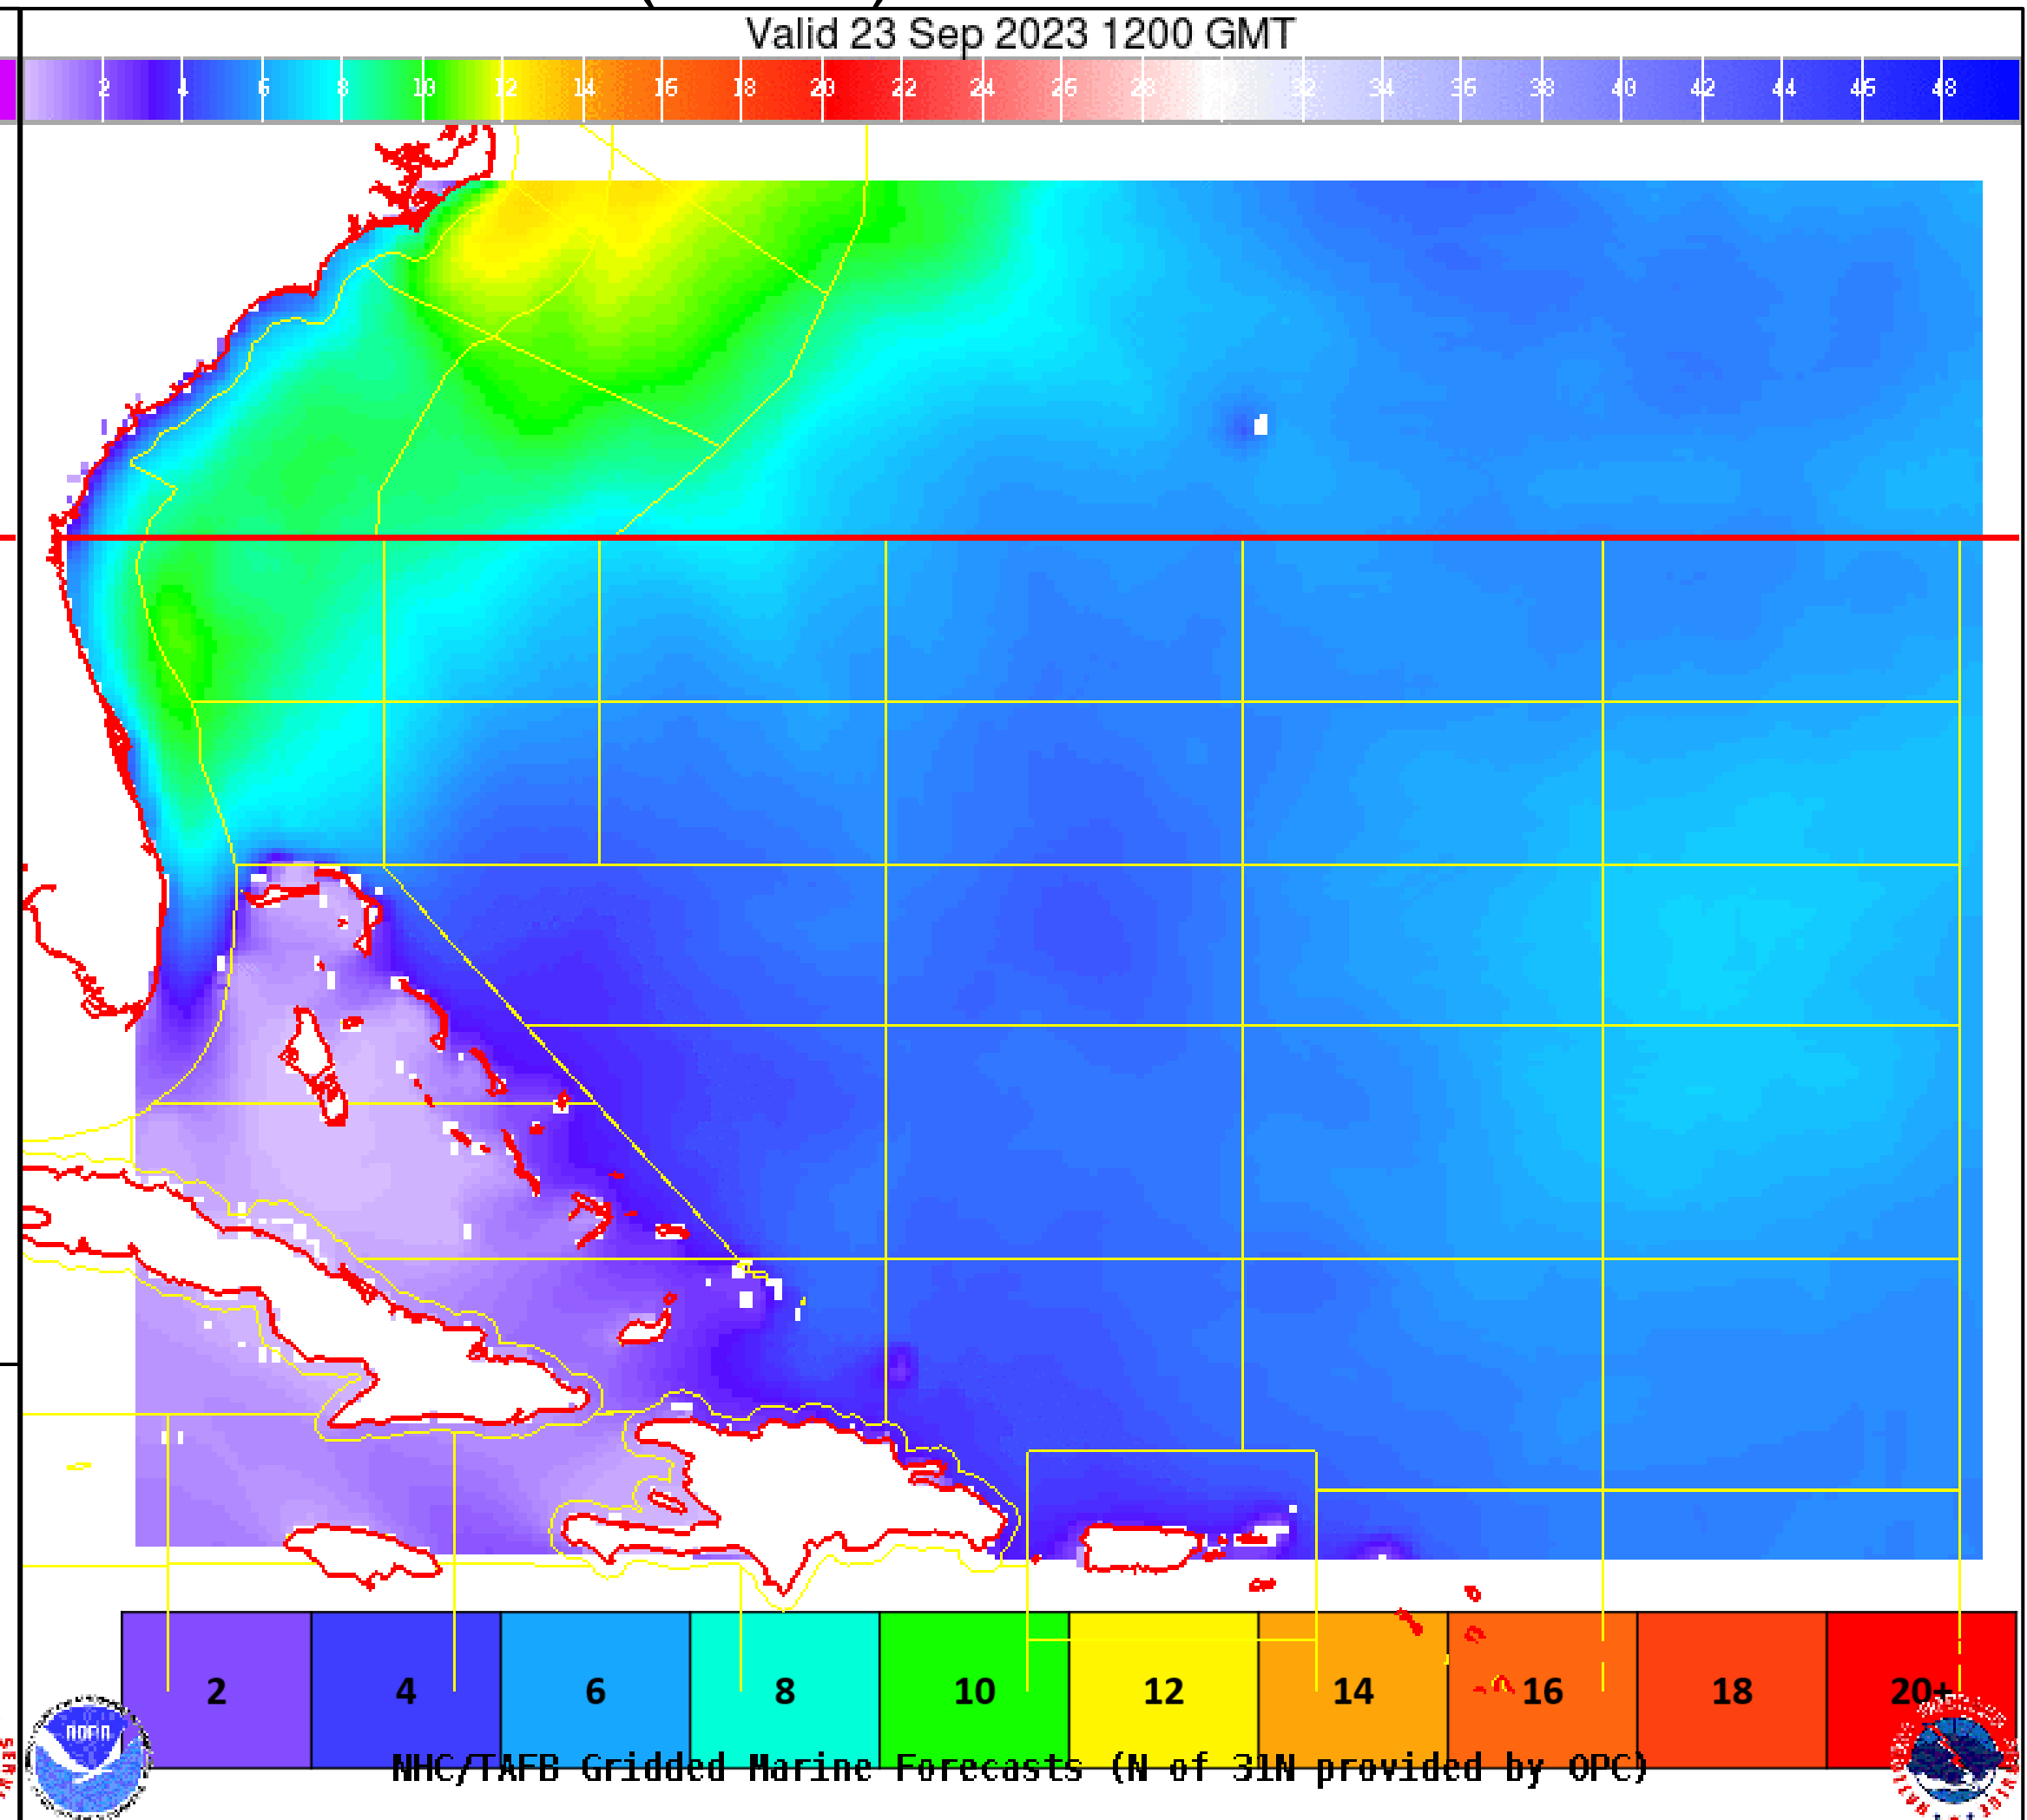 Valid 23 Sep 2023 1200 GMT
2 4 6 8 10 12 14 16 18 20 22 24 26 28 30 32 34 36 38 40 42 44 46 48
2 4 6 8 10 12 14 16 18 20+
noaa
NHC/TAFB Gridded Marine Forecasts (N of 31N provided by OPC)